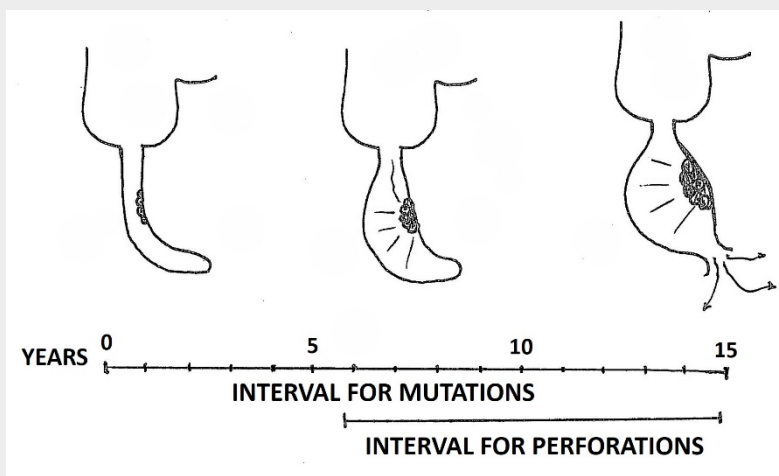 0 5 10 15
YEARS
INTERVAL FOR MUTATIONS
INTERVAL FOR PERFORATIONS